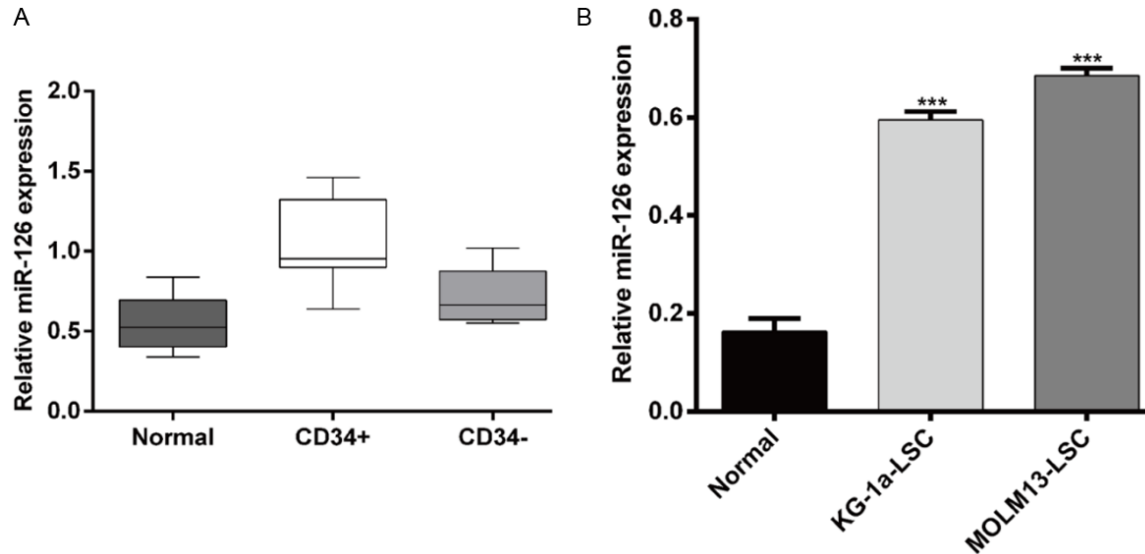 A
Relative miR-126 expression
2.0
1.5
1.0
0.5
0.0
Normal
CD34+
CD34-
B
Relative miR-126 expression
0.8
0.6
0.4
0.2
0.0
***
***
Normal
KG-1a-LSC
MOLM13-LSC